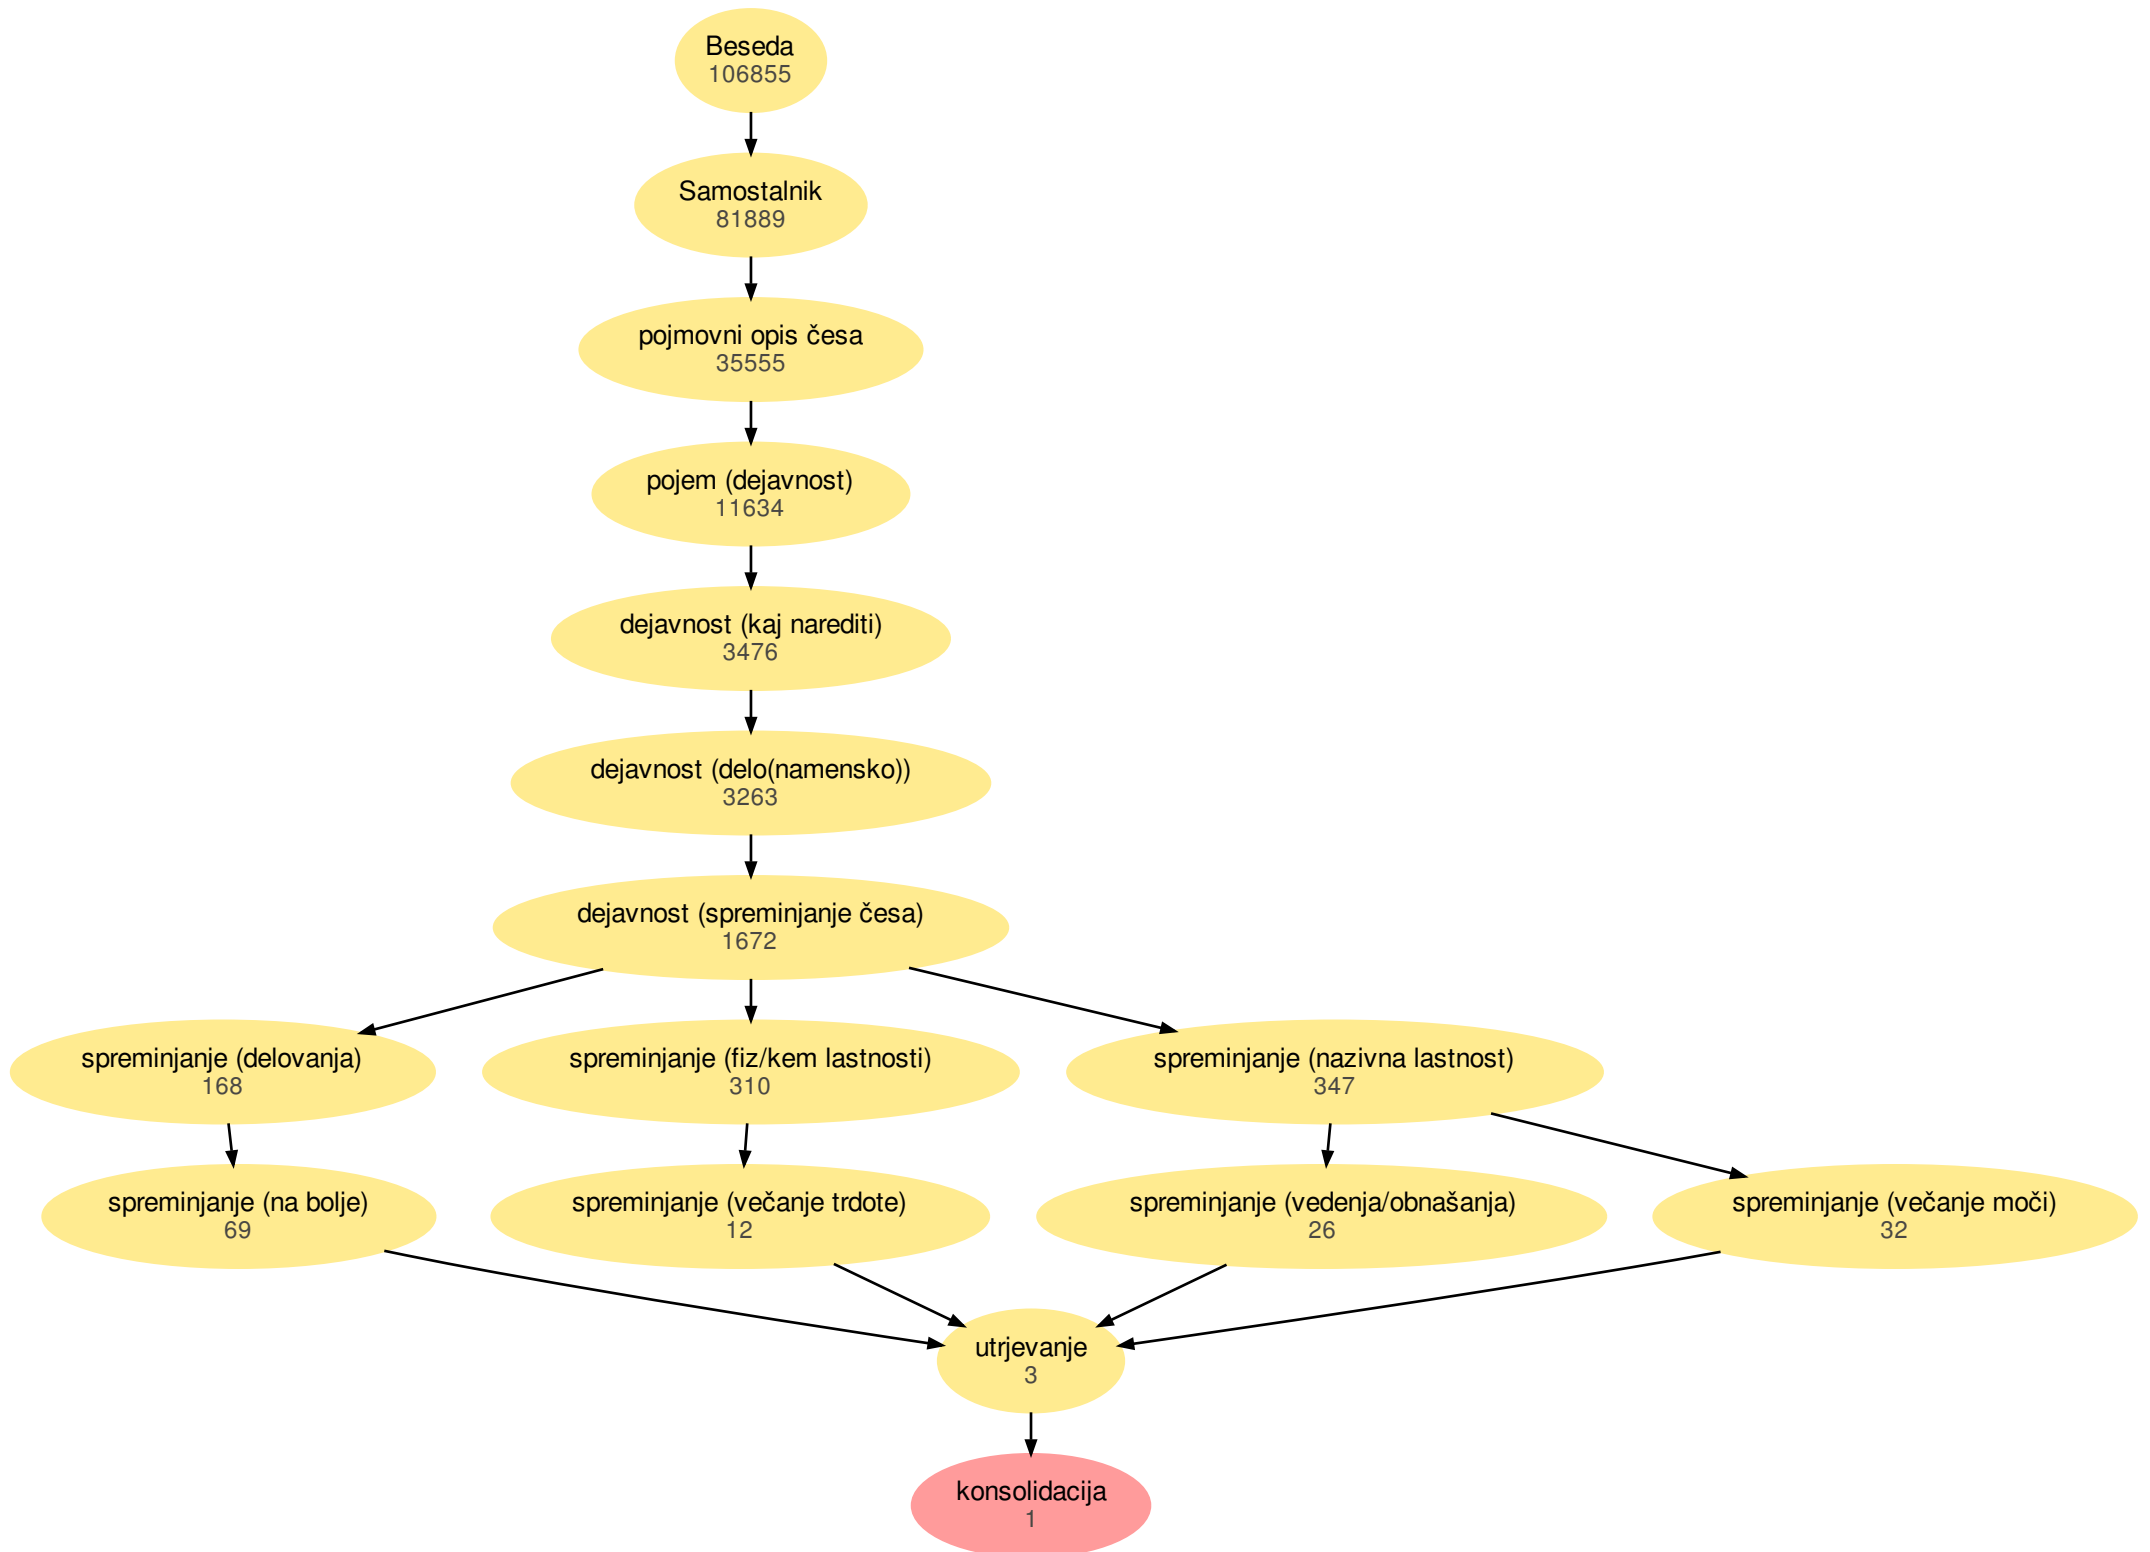 Beseda
106855
Samostalnik
81889
pojmovni opis česa
35555
pojem (dejavnost)
11634
dejavnost (kaj narediti)
3476
dejavnost (delo(namensko))
3263
dejavnost (spreminjanje česa)
1672
spreminjanje (delovanja)
168
spreminjanje (fiz/kem lastnosti)
310
spreminjanje (nazivna lastnost)
347
spreminjanje (na bolje)
69
spreminjanje (večanje trdote)
12
spreminjanje (vedenja/obnašanja)
26
spreminjanje (večanje moči)
32
utrjevanje
3
konsolidacija
1